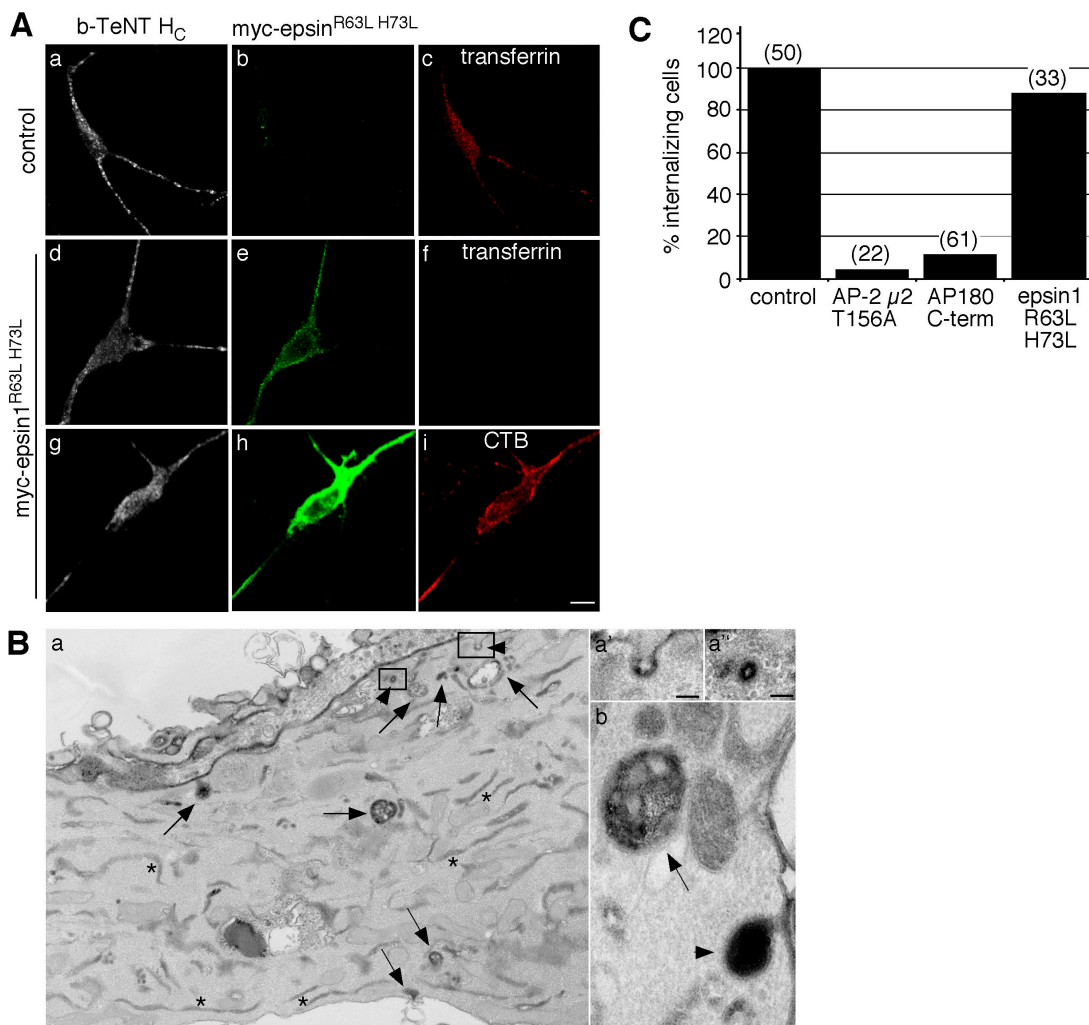 A
b-TeNT HC
myc-epsinR63L H73L
control
a
b
c
transferrin
myc-epsin1R63L H73L
d
e
f
transferrin
g
h
i
CTB
B
a
*
*
*
*
*
a'
a"
b
C
% internalizing cells
120
100
80
60
40
20
0
(50)
(22)
(61)
(33)
control
AP-2 µ2
T156A
AP180
C-term
epsin1
R63L
H73L